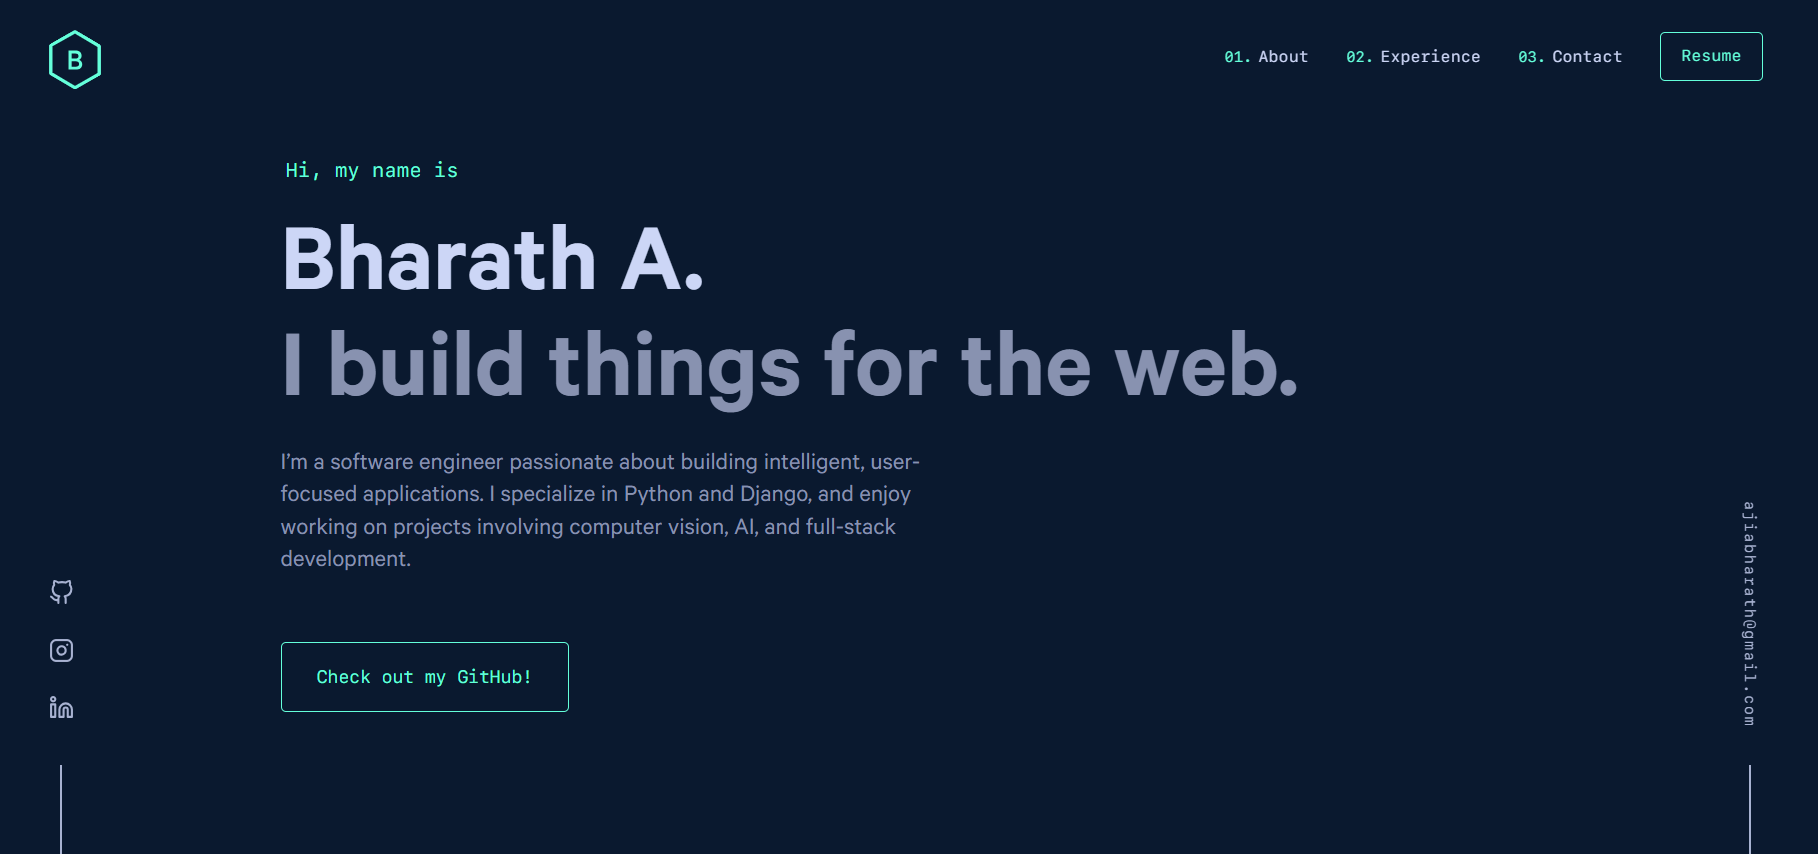 B
01. About 02. Experience 03. Contact Resume
Hi, my name is
Bharath A.
I build things for the web.
I’m a software engineer passionate about building intelligent, user-
focused applications. I specialize in Python and Django, and enjoy
working on projects involving computer vision, AI, and full-stack
development.
Check out my GitHub!
ajiabharath@gmail.com